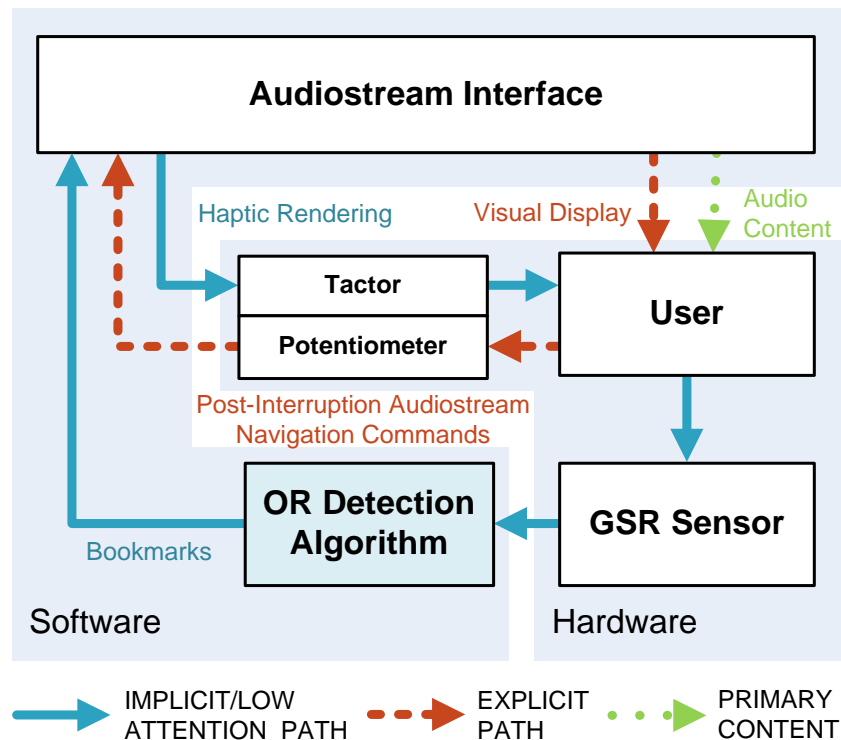 Audiostream Interface
Haptic Rendering
Visual Display
Audio
Content
Tactor
Potentiometer
User
Post-Interruption Audiostream
Navigation Commands
OR Detection
Algorithm
GSR Sensor
Bookmarks
Software
Hardware
IMPLICIT/LOW
ATTENTION PATH
EXPLICIT
PATH
PRIMARY
CONTENT